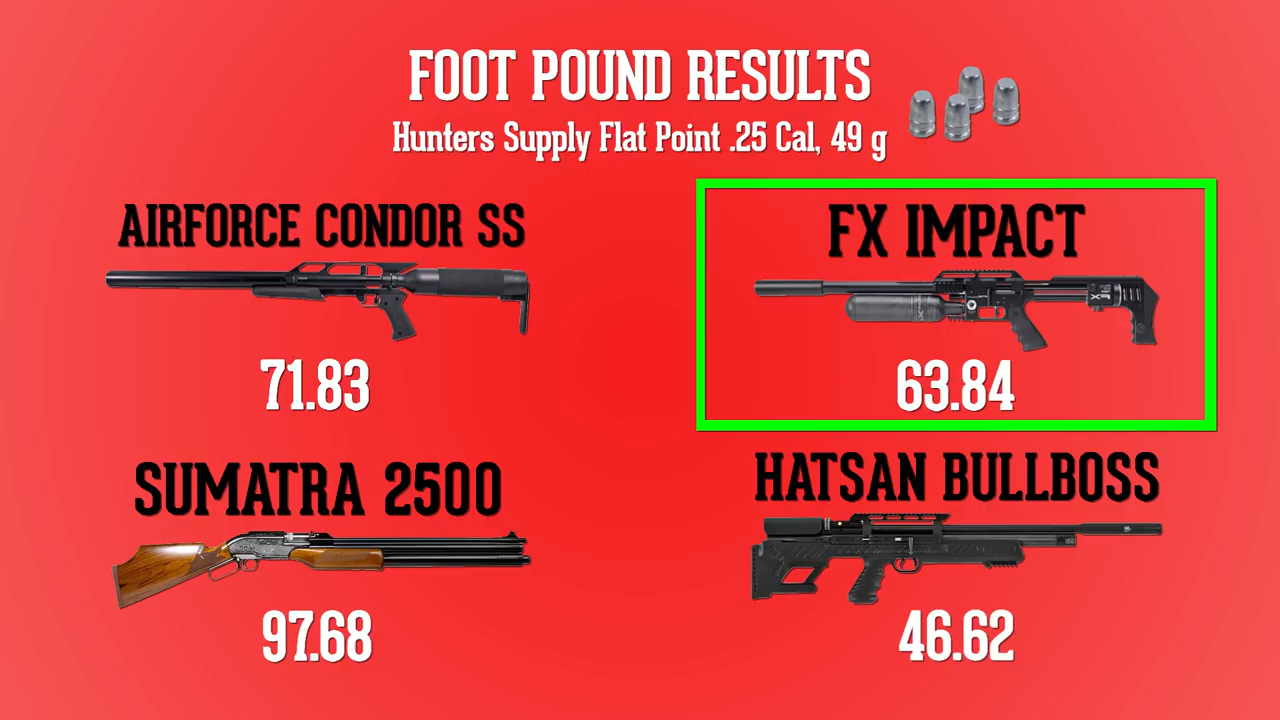 FOOT POUND RESULTS
Hunters Supply Flat Point .25 Cal, 49 g
AIRFORCE CONDOR SS
FX IMPACT
71.83
63.84
SUMATRA 2500
HATSAN BULLBOSS
97.68
46.62